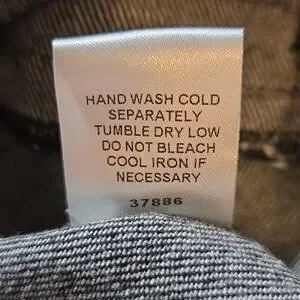 HAND WASH COLD
SEPARATELY
TUMBLE DRY LOW
DO NOT BLEACH
COOL IRON IF
NECESSARY
37886